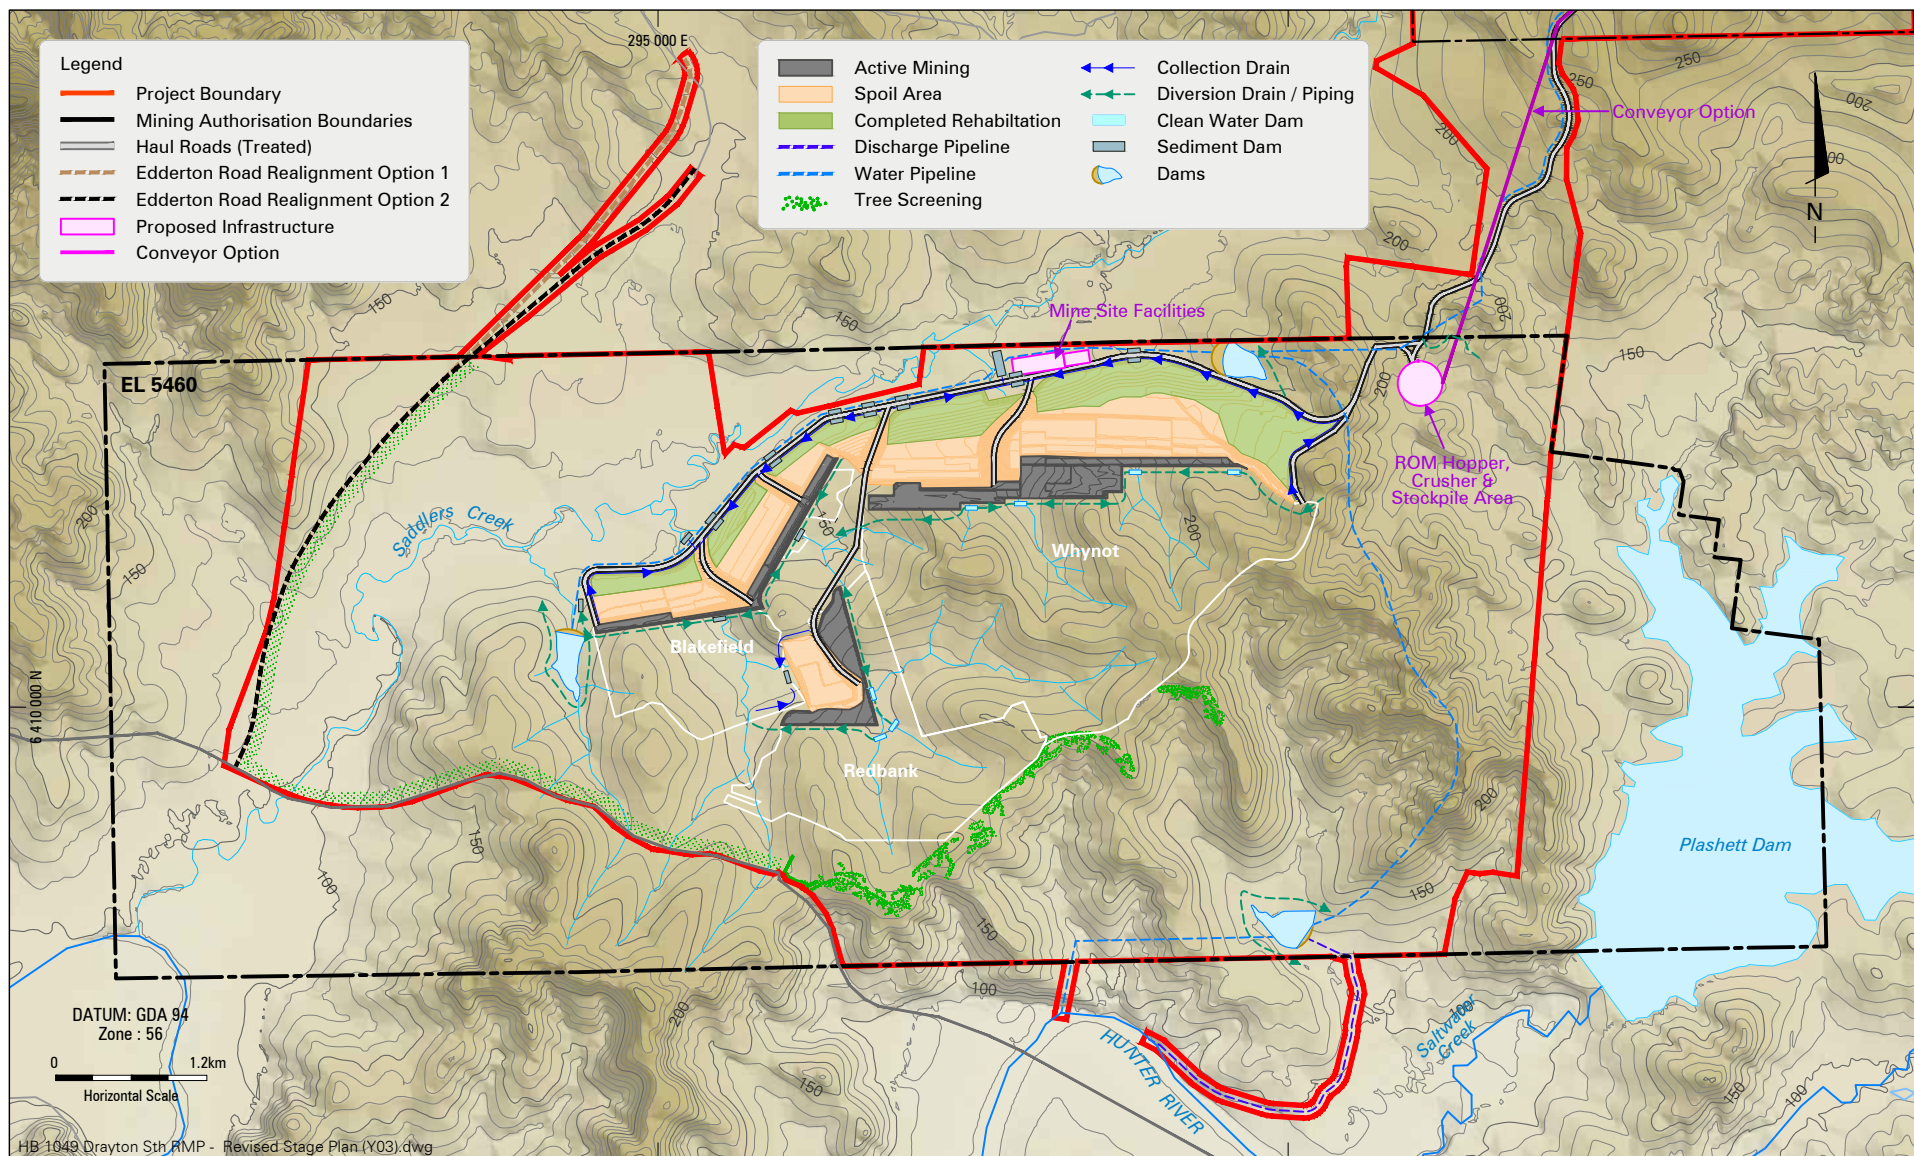 Legend
Project Boundary
Mining Authorisation Boundaries
Haul Roads (Treated)
Edderton Road Realignment Option 1
Edderton Road Realignment Option 2
Proposed Infrastructure
Conveyor Option
295 000 E
Active Mining
Spoil Area
Completed Rehabiltation
Discharge Pipeline
Water Pipeline
Tree Screening
Collection Drain
Diversion Drain / Piping
Clean Water Dam
Sediment Dam
Dams
250
250
200
200
200
Conveyor Option
N
200
200
150
150
150
Mine Site Facilities
EL 5460
200
ROM Hopper,
Crusher &
Stockpile Area
Saddlers Creek
200
150
150
200
Whynot
Blakefield
6 410 000 N
Redbank
200
150
100
150
150
Plashett Dam
100
200
150
100
Saltwater
Creek
HUNTER RIVER
150
100
DATUM: GDA 94
Zone : 56
0 1.2km
Horizontal Scale
HB 1049 Drayton Sth RMP - Revised Stage Plan (Y03).dwg